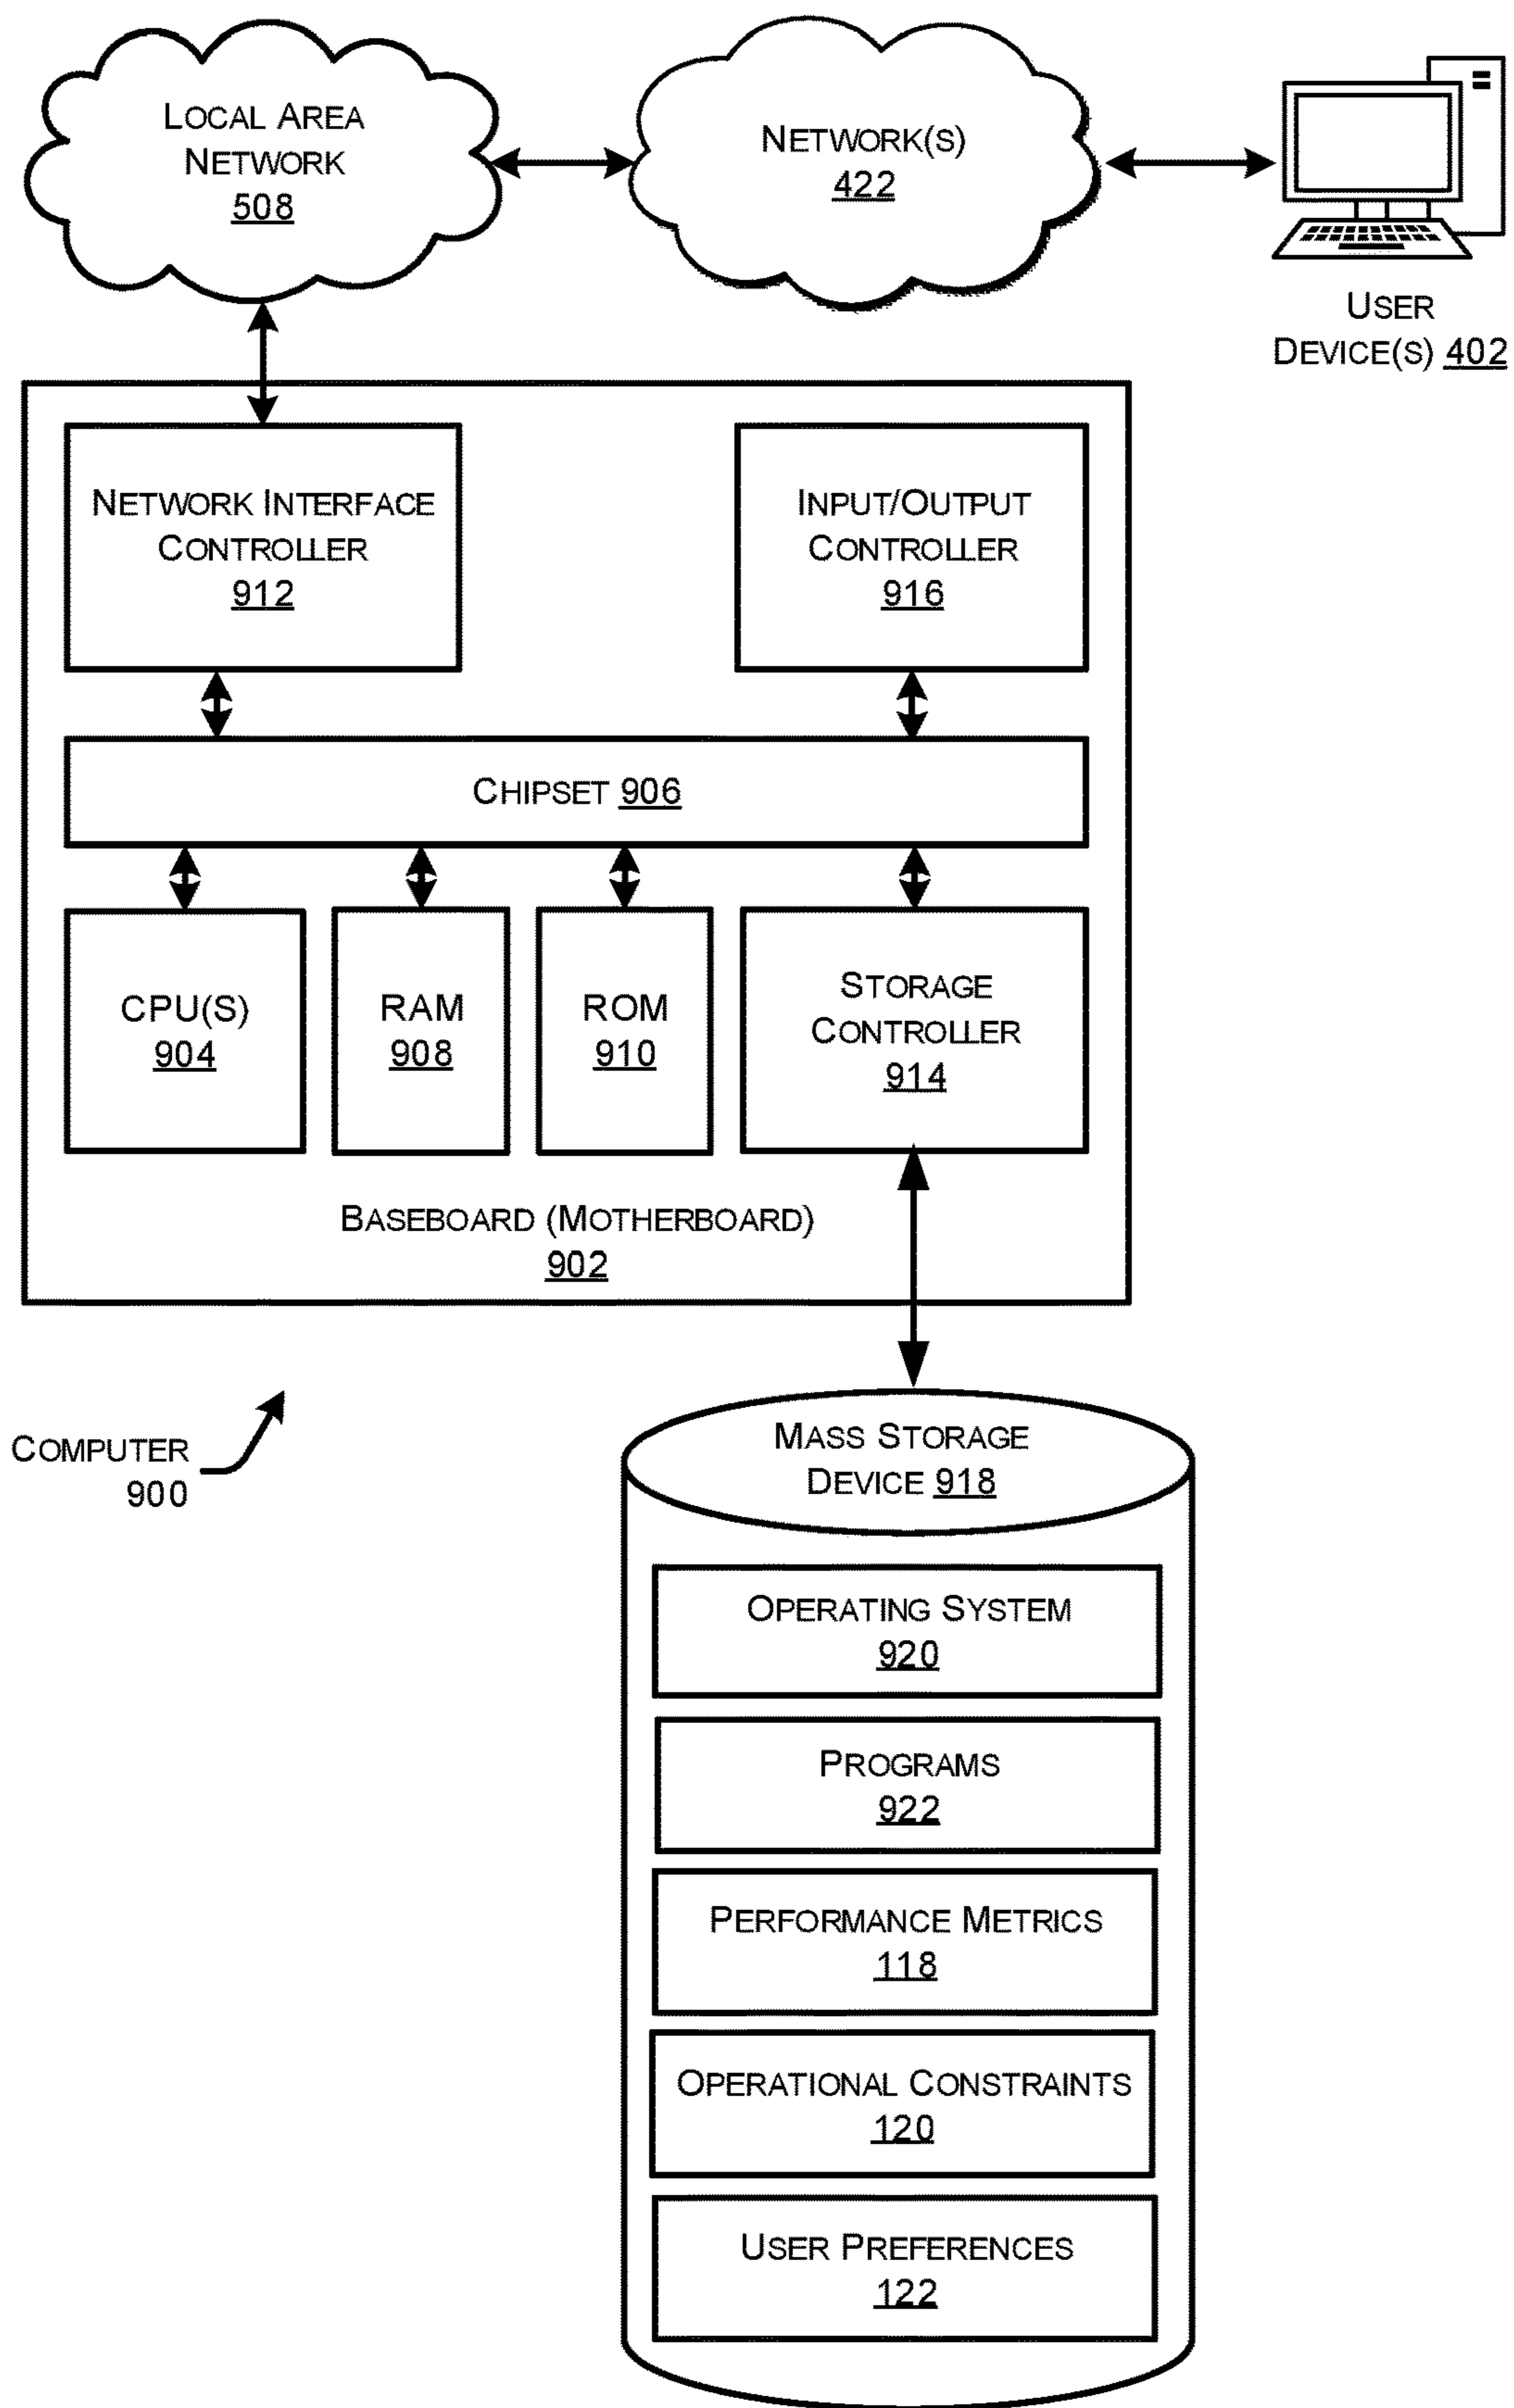 LOCAL AREA
NETWORK
508
NETWORK(S)
422
USER
DEVICE(S) 402
NETWORK INTERFACE
CONTROLLER
912
INPUT/OUTPUT
CONTROLLER
916
CHIPSET 906
CPU(S)
904
RAM
908
ROM
910
STORAGE
CONTROLLER
914
BASEBOARD (MOTHERBOARD)
902
COMPUTER
900
MASS STORAGE
DEVICE 918
OPERATING SYSTEM
920
PROGRAMS
922
PERFORMANCE METRICS
118
OPERATIONAL CONSTRAINTS
120
USER PREFERENCES
122